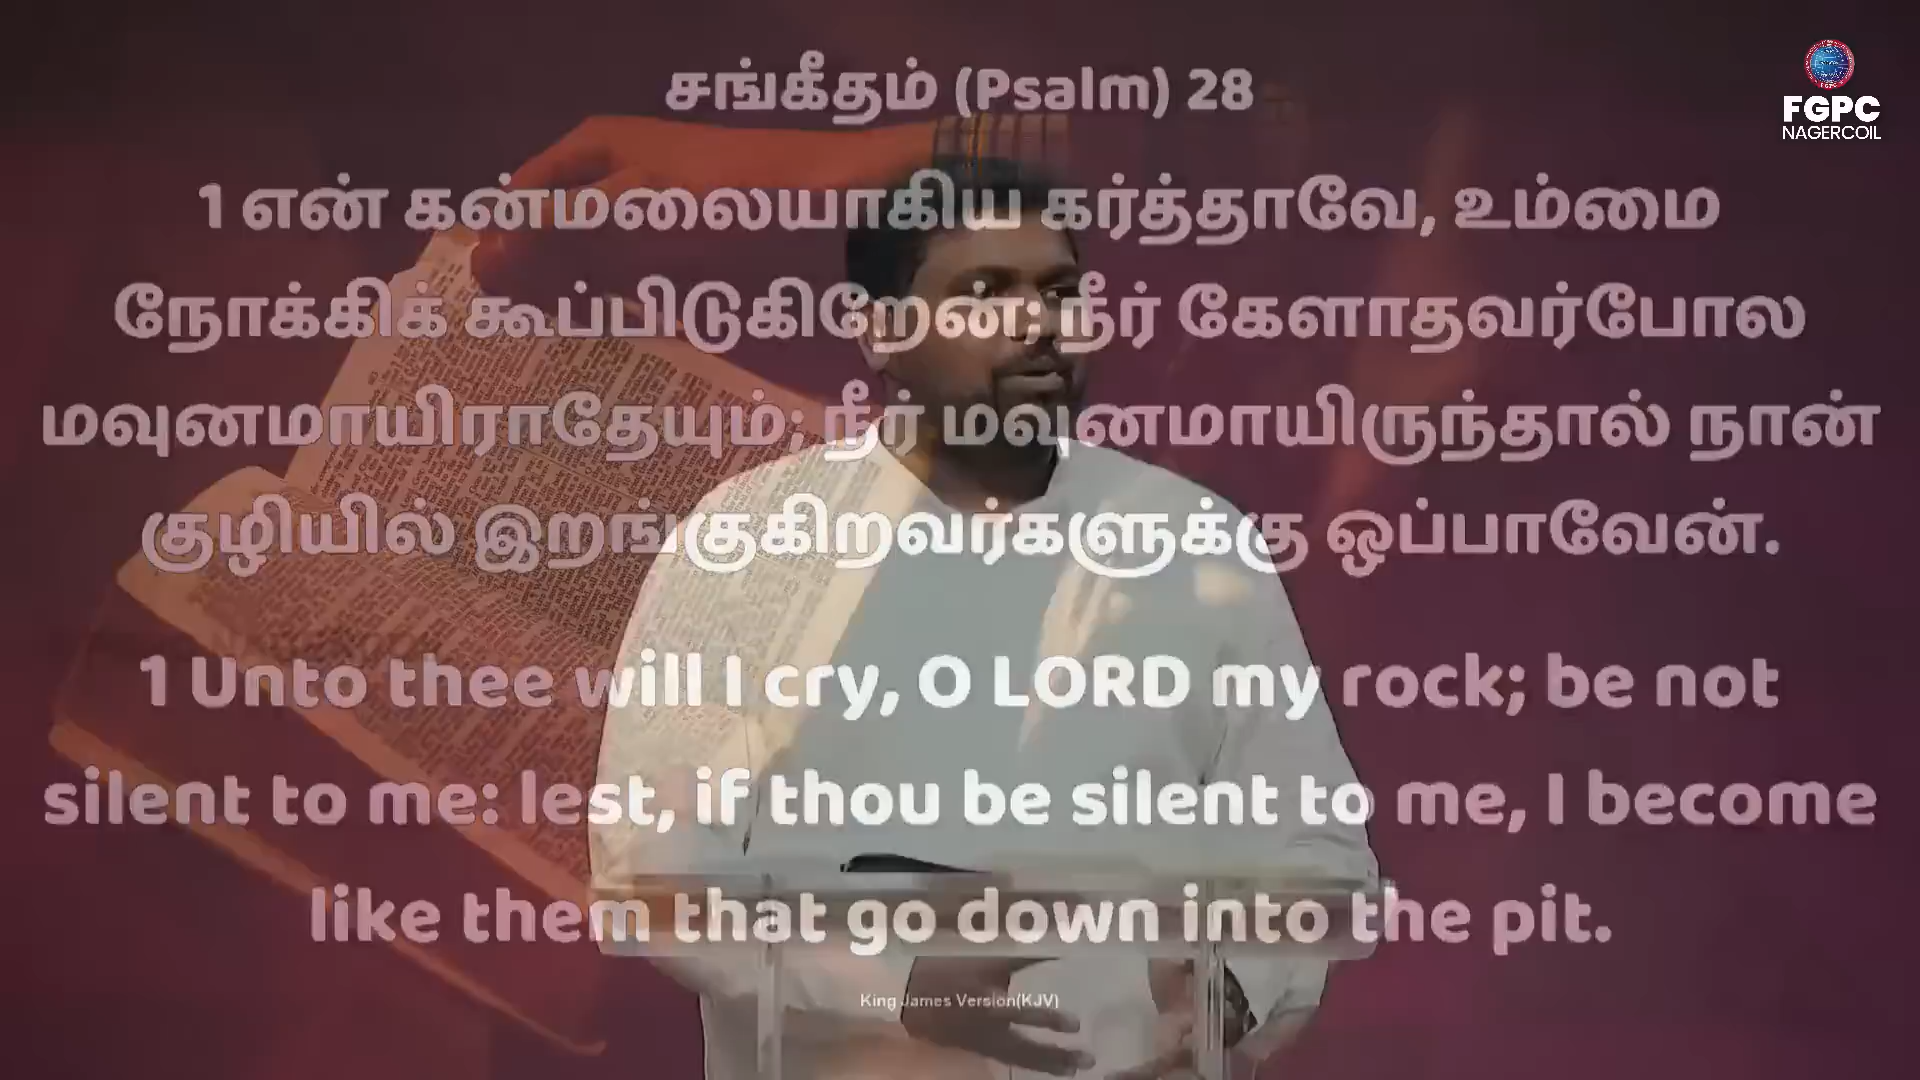 சங்கீதம் (Psalm) 28
FGPC
NAGERCOIL
1 என் கன்மலையாகிய கர்த்தாவே, உம்மை
நோக்கிக் கூப்பிடுகிறேன்; நீர் கேளாதவர்போல
மவுனமாயிராதேயும்; நீர் மவுனமாயிருந்தால் நான்
குழியில் இறங்குகிறவர்களுக்கு ஒப்பாவேன்.
1 Unto thee will I cry, O LORD my rock; be not
silent to me: lest, if thou be silent to me, I become
like them that go down into the pit.
King James Version(KJV)